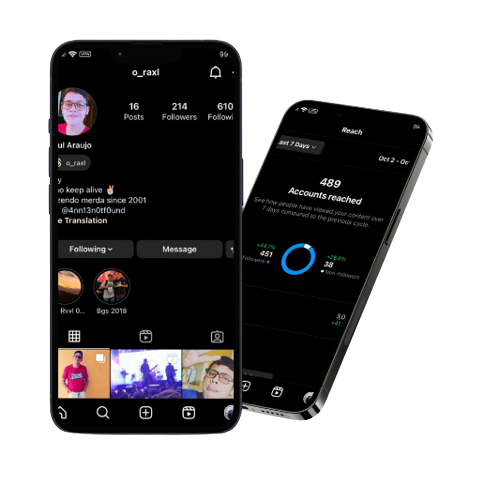 99
o_raxl
16
214
610
Posts
Followers
Followi
ul Araujo
o_raxl
y
o keep alive ✌🏻
zendo merda since 2001
@4nn13n0tf0und
e Translation
Following
Message
Rvvl 0...
Bgs 2018
Reach
ast 7 Days
Oct 2 - Oc
489
Accounts reached
See how people have viewed your content over
7 days compared to the previous cycle.
+44.7%
451
Followers
+26.6%
38
Non-followers
3,0
+41